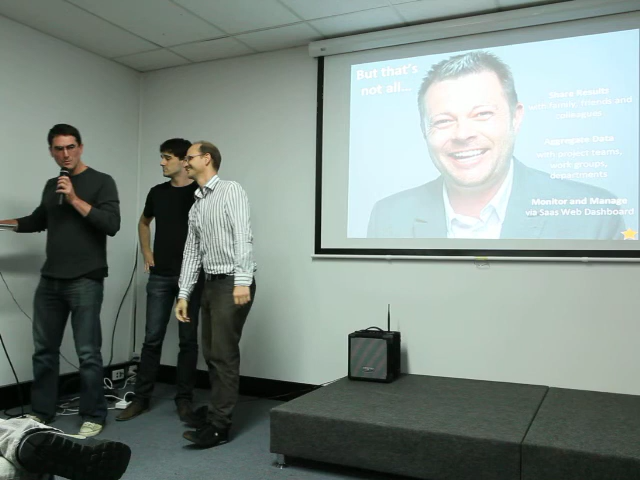 But that's
not all...
Share Results
with family, friends and
colleagues
Aggregate Data
with project teams,
work groups,
departments
Monitor and Manage
via Saas Web Dashboard